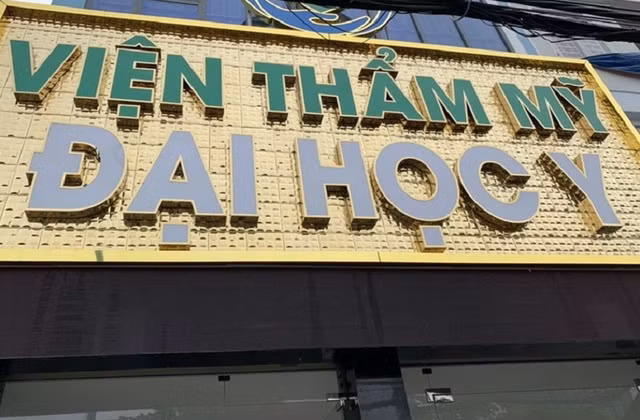 VIỆN THẨM MỸ
ĐẠI HỌC Y